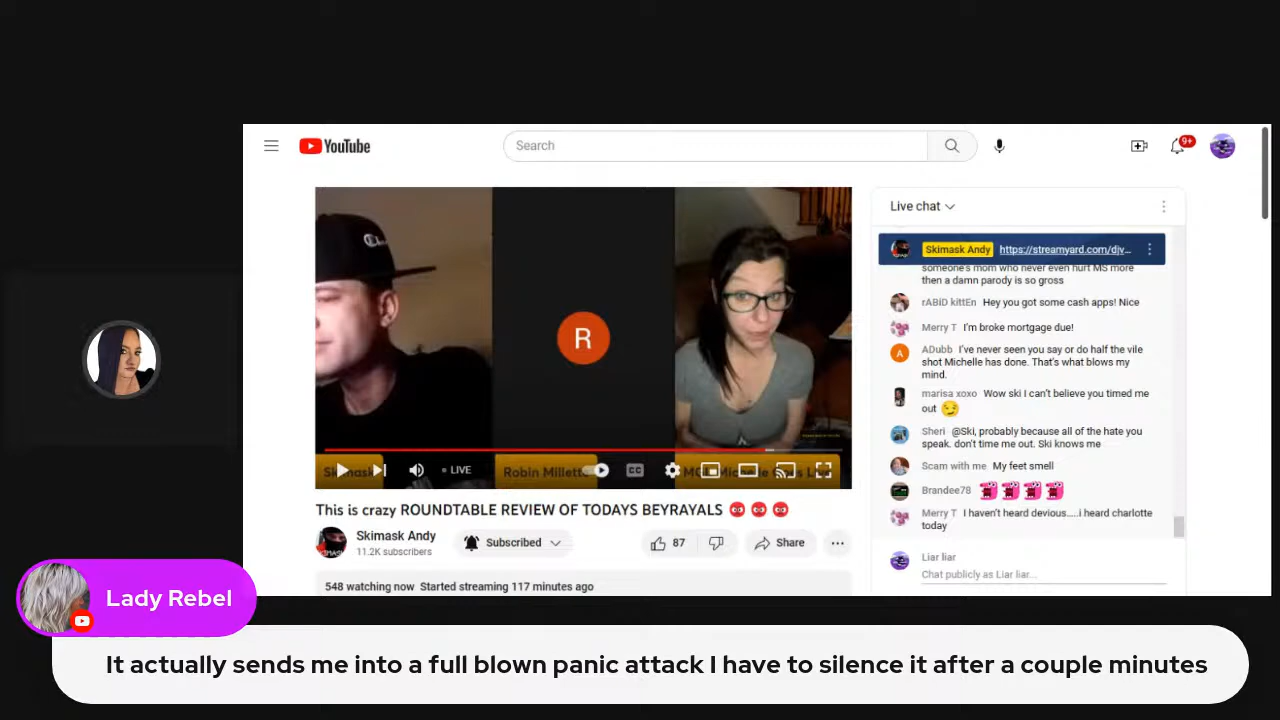 YouTube
Search
9+
Live chat
Skimask Andy https://streamyard.com/djv...
someone's mom who never even hurt MS more
then a damn parody is so gross
rABiD kittEn Hey you got some cash apps! Nice
Merry T I'm broke mortgage due!
A
ADubb I've never seen you say or do half the vile
shot Michelle has done. That's what blows my
mind.
marisa xoxo Wow ski I can't believe you timed me
out
Sheri @Ski, probably because all of the hate you
speak. don't time me out. Ski knows me
Scam with me My feet smell
Brandee78
Merry T I haven't heard devious.....i heard charlotte
today
Liar liar
Chat publicly as Liar liar...
R
LIVE
Robin Millette
CC
This is crazy ROUNDTABLE REVIEW OF TODAYS BEYRAYALS
Skimask Andy
11.2K subscribers
Subscribed
87
Share
548 watching now Started streaming 117 minutes ago
Lady Rebel
It actually sends me into a full blown panic attack I have to silence it after a couple minutes